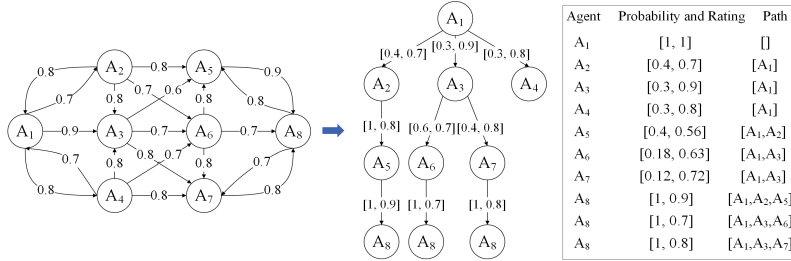 A1
[0.4, 0.7] [0.3, 0.9] [0.3, 0.8]
A2 0.8 A5
0.8 0.9
0.7 0.8 0.7 0.6 0.8 0.8
A1 0.9 A3 0.7 A6 0.7 A8
0.7 0.8 0.8 0.7 0.8 0.7
0.8 0.8
A4 0.8 A7
A2 A3 A4
[1, 0.8] [0.6, 0.7] [0.4, 0.8]
A5 A6 A7
[1, 0.9] [1, 0.7] [1, 0.8]
A8 A8 A8
Agent Probability and Rating Path
A1 [1, 1] []
A2 [0.4, 0.7] [A1]
A3 [0.3, 0.9] [A1]
A4 [0.3, 0.8] [A1]
A5 [0.4, 0.56] [A1,A2]
A6 [0.18, 0.63] [A1,A3]
A7 [0.12, 0.72] [A1,A3]
A8 [1, 0.9] [A1,A2,A5]
A8 [1, 0.7] [A1,A3,A6]
A8 [1, 0.8] [A1,A3,A7]